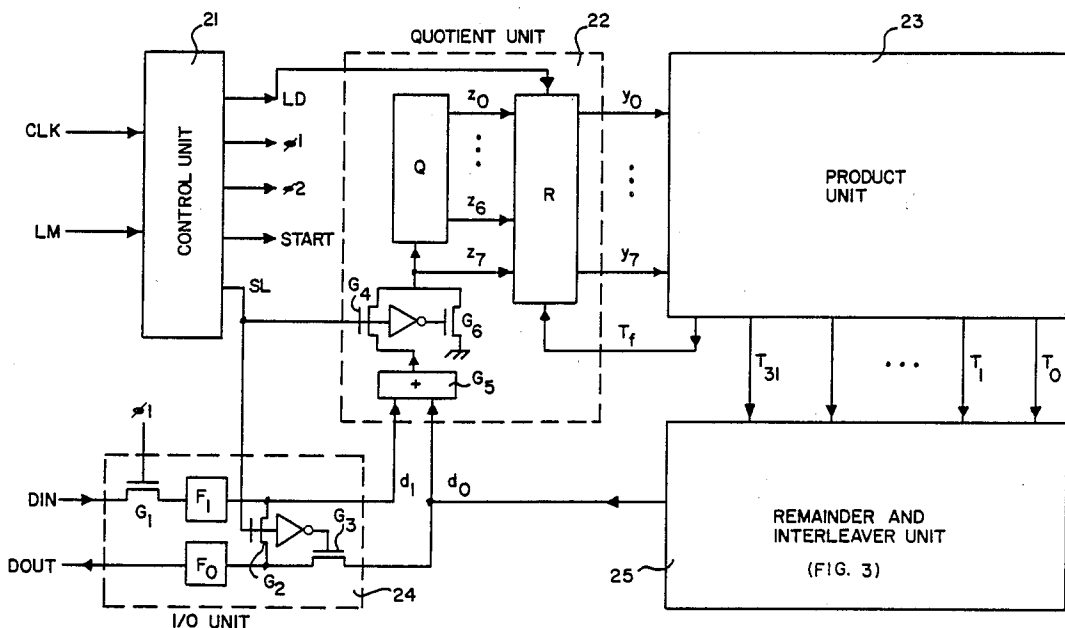 21
QUOTIENT UNIT
22
23
CONTROL UNIT
CLK
LM
LD
ø1
ø2
START
SL
Q
z0
z6
z7
R
y0
y7
PRODUCT
UNIT
G4
G6
Tf
+
G5
T31
T1
T0
ø1
DIN
G1
F1
d1
d0
G3
DOUT
F0
G2
24
I/O UNIT
REMAINDER AND
INTERLEAVER UNIT
(FIG. 3)
25